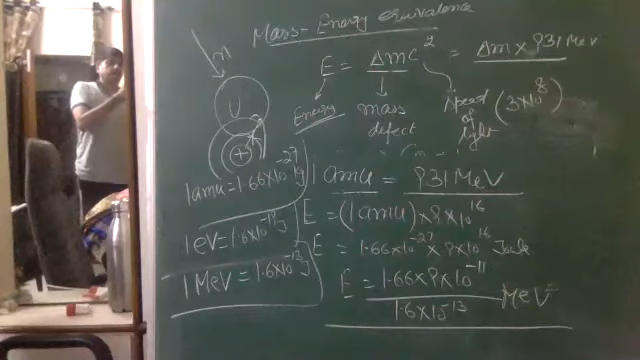 Mass-Energy equivalence
E = Δmc² = Δm × 931 MeV
Energy
mass defect
speed of light (3×10⁸)
n
U
+
1 amu = 1.66×10⁻²⁷ kg
1 amu = 931 MeV
E = (1 amu) × 9×10¹⁶
1 eV = 1.6×10⁻¹⁹ J
E = 1.66×10⁻²⁷ × 9×10¹⁶ Joule
1 MeV = 1.6×10⁻¹³ J
E = 1.66×9×10⁻¹¹
1.6×10⁻¹³ MeV